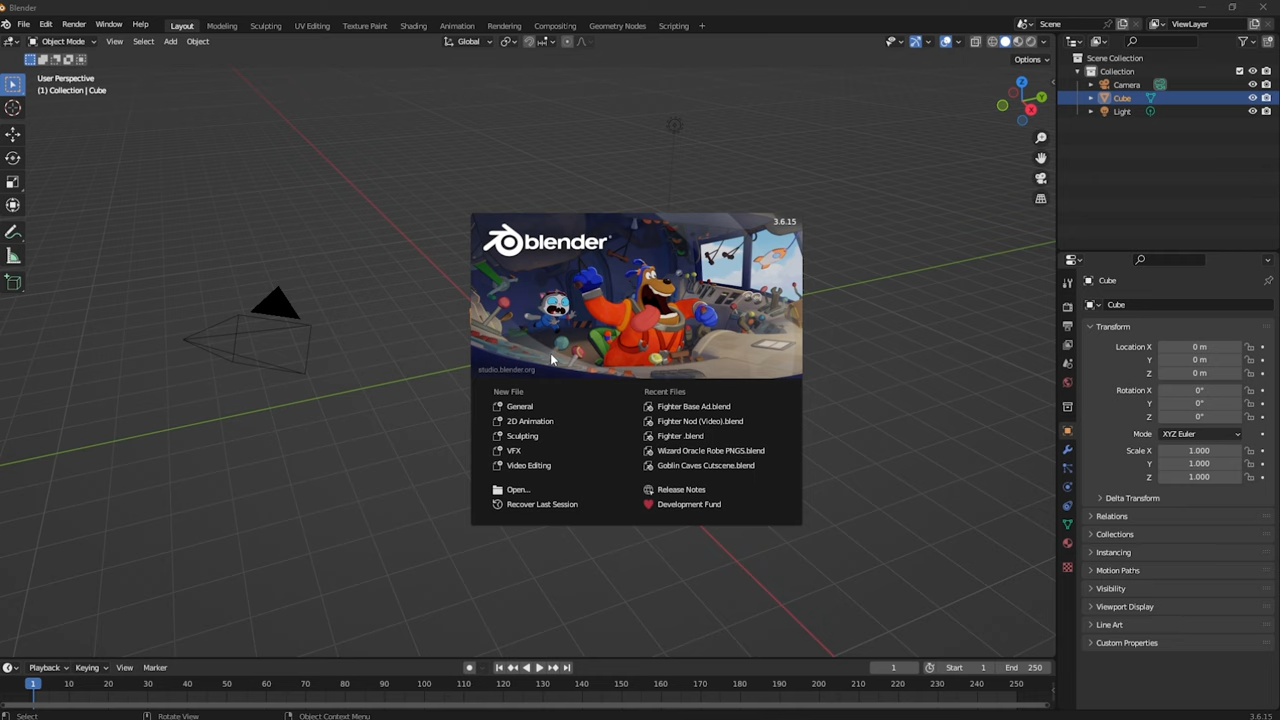 Blender
File Edit Render Window Help Layout Modeling Sculpting UV Editing Texture Paint Shading Animation Rendering Compositing Geometry Nodes Scripting + Scene ViewLayer
Object Mode View Select Add Object Global
Options
User Perspective
(1) Collection | Cube
Z
Y
X
Scene Collection
Collection
Camera
Cube
Light
blender
3.6.15
studio.blender.org
New File Recent Files
General Fighter Base Ad.blend
2D Animation Fighter Nod (Video).blend
Sculpting Fighter .blend
VFX Wizard Oracle Robe PNGS.blend
Video Editing Goblin Caves Cutscene.blend
Open... Release Notes
Recover Last Session Development Fund
Cube
Cube
Transform
Location X 0 m
Y 0 m
Z 0 m
Rotation X 0°
Y 0°
Z 0°
Mode XYZ Euler
Scale X 1.000
Y 1.000
Z 1.000
Delta Transform
Relations
Collections
Instancing
Motion Paths
Visibility
Viewport Display
Line Art
Custom Properties
Playback Keying View Marker 1 Start 1 End 250
1 10 20 30 40 50 60 70 80 90 100 110 120 130 140 150 160 170 180 190 200 210 220 230 240 250
Select Rotate View Object Context Menu 3.6.15